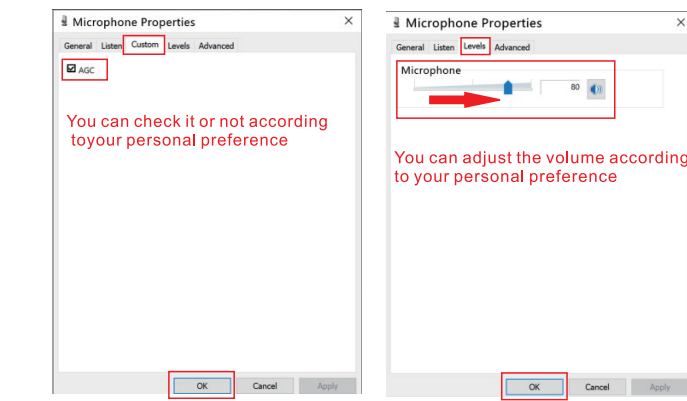 Microphone Properties
General Listen Custom Levels Advanced
AGC
You can check it or not according
toyour personal preference
OK Cancel Apply
Microphone Properties
General Listen Levels Advanced
Microphone
80
You can adjust the volume according
to your personal preference
OK Cancel Apply